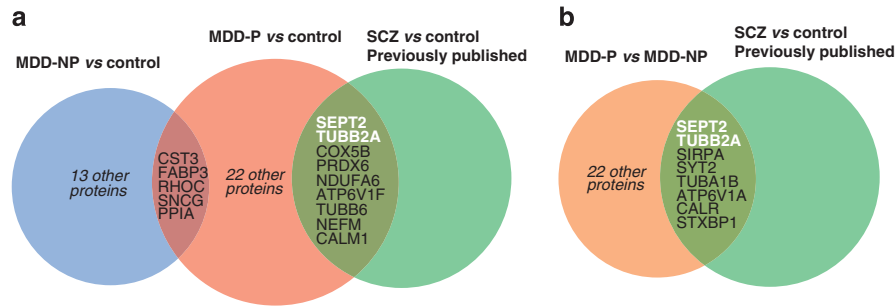 a
MDD-NP vs control
MDD-P vs control
SCZ vs control
Previously published
13 other
proteins
CST3
FABP3
RHOC
SNCG
PPIA
22 other
proteins
SEPT2
TUBB2A
COX5B
PRDX6
NDUFA6
ATP6V1F
TUBB6
NEFM
CALM1
b
MDD-P vs MDD-NP
SCZ vs control
Previously published
22 other
proteins
SEPT2
TUBB2A
SIRPA
SYT2
TUBA1B
ATP6V1A
CALR
STXBP1